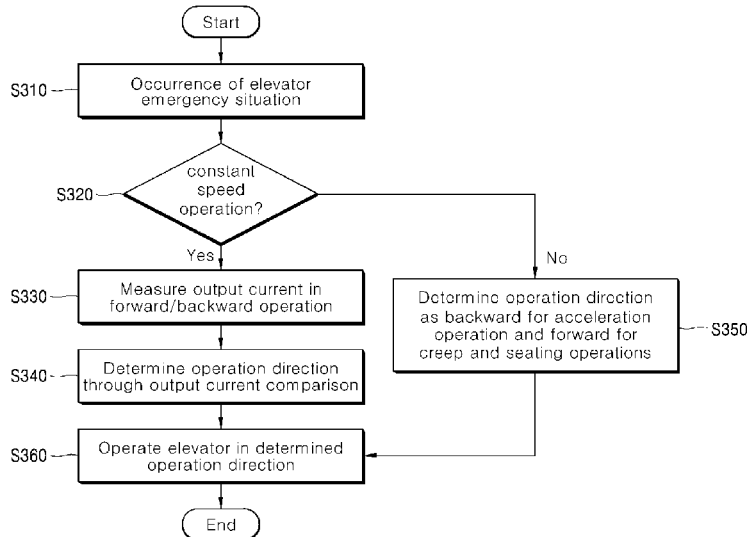 Start
S310
Occurrence of elevator
emergency situation
S320
constant
speed
operation?
Yes
No
S330
Measure output current in
forward/backward operation
Determine operation direction
as backward for acceleration
operation and forward for
creep and seating operations
S350
S340
Determine operation direction
through output current comparison
S360
Operate elevator in determined
operation direction
End